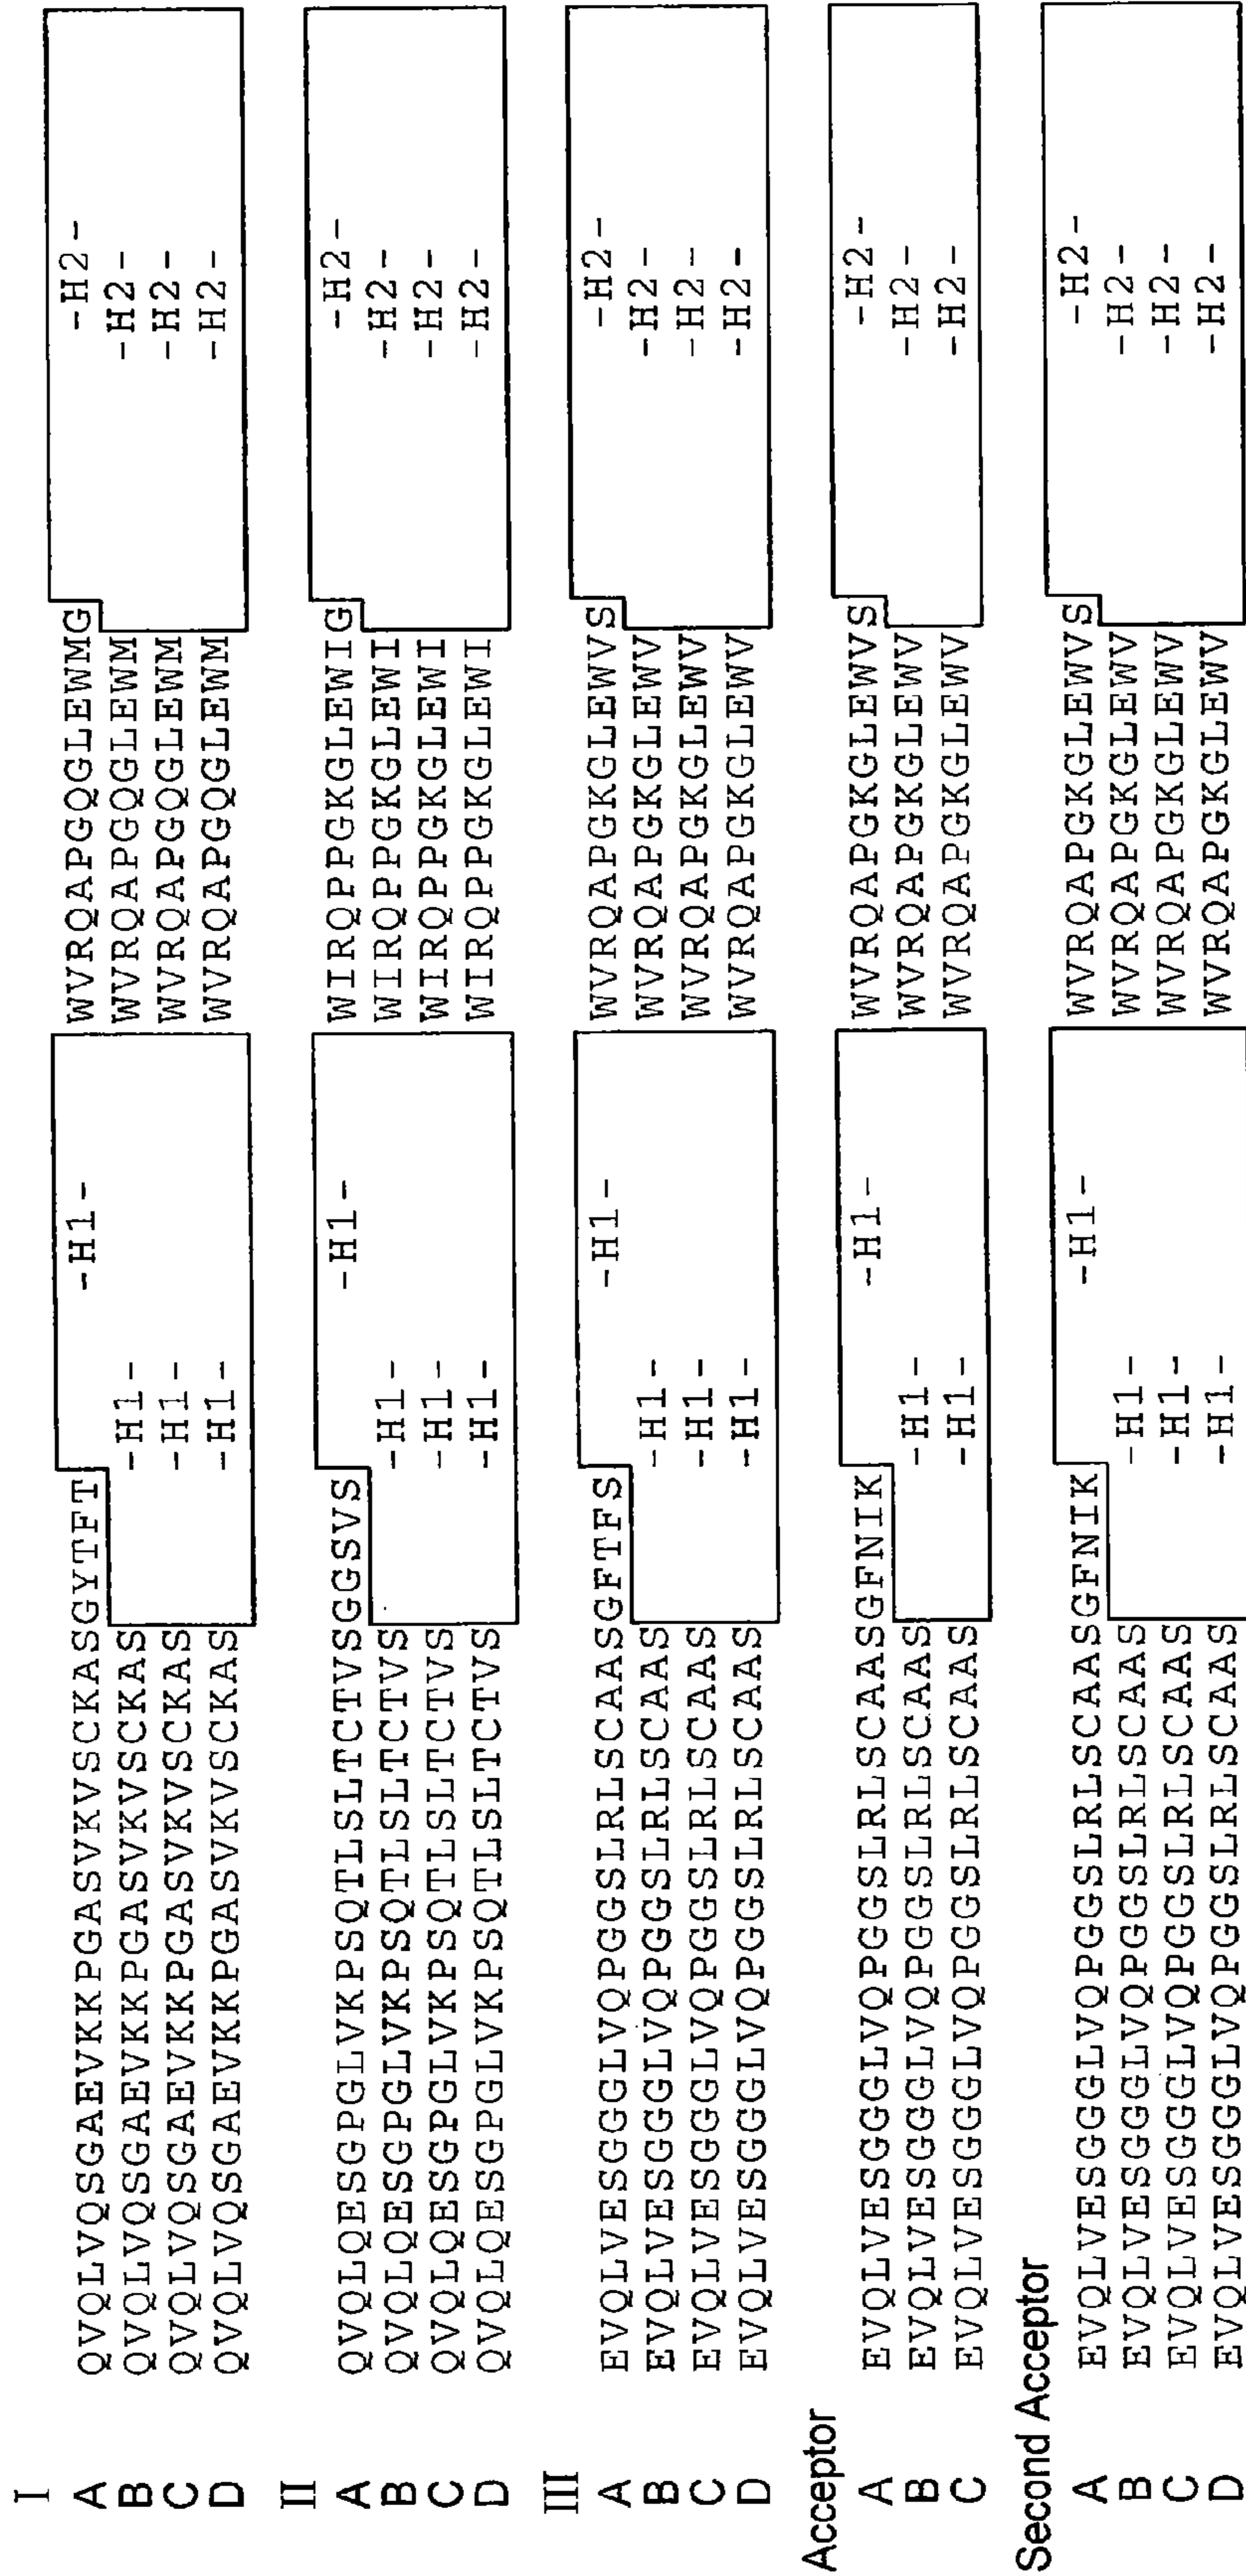 I
A QVQLVQSGAEVKKPGASVKVSCKASGYTFT -H1- WVRQAPGQGLEWMG -H2-
B QVQLVQSGAEVKKPGASVKVSCKAS -H1- WVRQAPGQGLEWM -H2-
C QVQLVQSGAEVKKPGASVKVSCKAS -H1- WVRQAPGQGLEWM -H2-
D QVQLVQSGAEVKKPGASVKVSCKAS -H1- WVRQAPGQGLEWM -H2-
II
A QVQLQESGPGLVKPSQTLSLTCTVSGGSVS -H1- WIRQPPGKGLEWIG -H2-
B QVQLQESGPGLVKPSQTLSLTCTVS -H1- WIRQPPGKGLEWI -H2-
C QVQLQESGPGLVKPSQTLSLTCTVS -H1- WIRQPPGKGLEWI -H2-
D QVQLQESGPGLVKPSQTLSLTCTVS -H1- WIRQPPGKGLEWI -H2-
III
A EVQLVESGGGLVQPGGSLRLSCAASGFTFS -H1- WVRQAPGKGLEWVS -H2-
B EVQLVESGGGLVQPGGSLRLSCAAS -H1- WVRQAPGKGLEWV -H2-
C EVQLVESGGGLVQPGGSLRLSCAAS -H1- WVRQAPGKGLEWV -H2-
D EVQLVESGGGLVQPGGSLRLSCAAS -H1- WVRQAPGKGLEWV -H2-
Acceptor
A EVQLVESGGGLVQPGGSLRLSCAASGFNIK -H1- WVRQAPGKGLEWVS -H2-
B EVQLVESGGGLVQPGGSLRLSCAAS -H1- WVRQAPGKGLEWV -H2-
C EVQLVESGGGLVQPGGSLRLSCAAS -H1- WVRQAPGKGLEWV -H2-
Second Acceptor
A EVQLVESGGGLVQPGGSLRLSCAASGFNIK -H1- WVRQAPGKGLEWVS -H2-
B EVQLVESGGGLVQPGGSLRLSCAAS -H1- WVRQAPGKGLEWV -H2-
C EVQLVESGGGLVQPGGSLRLSCAAS -H1- WVRQAPGKGLEWV -H2-
D EVQLVESGGGLVQPGGSLRLSCAAS -H1- WVRQAPGKGLEWV -H2-